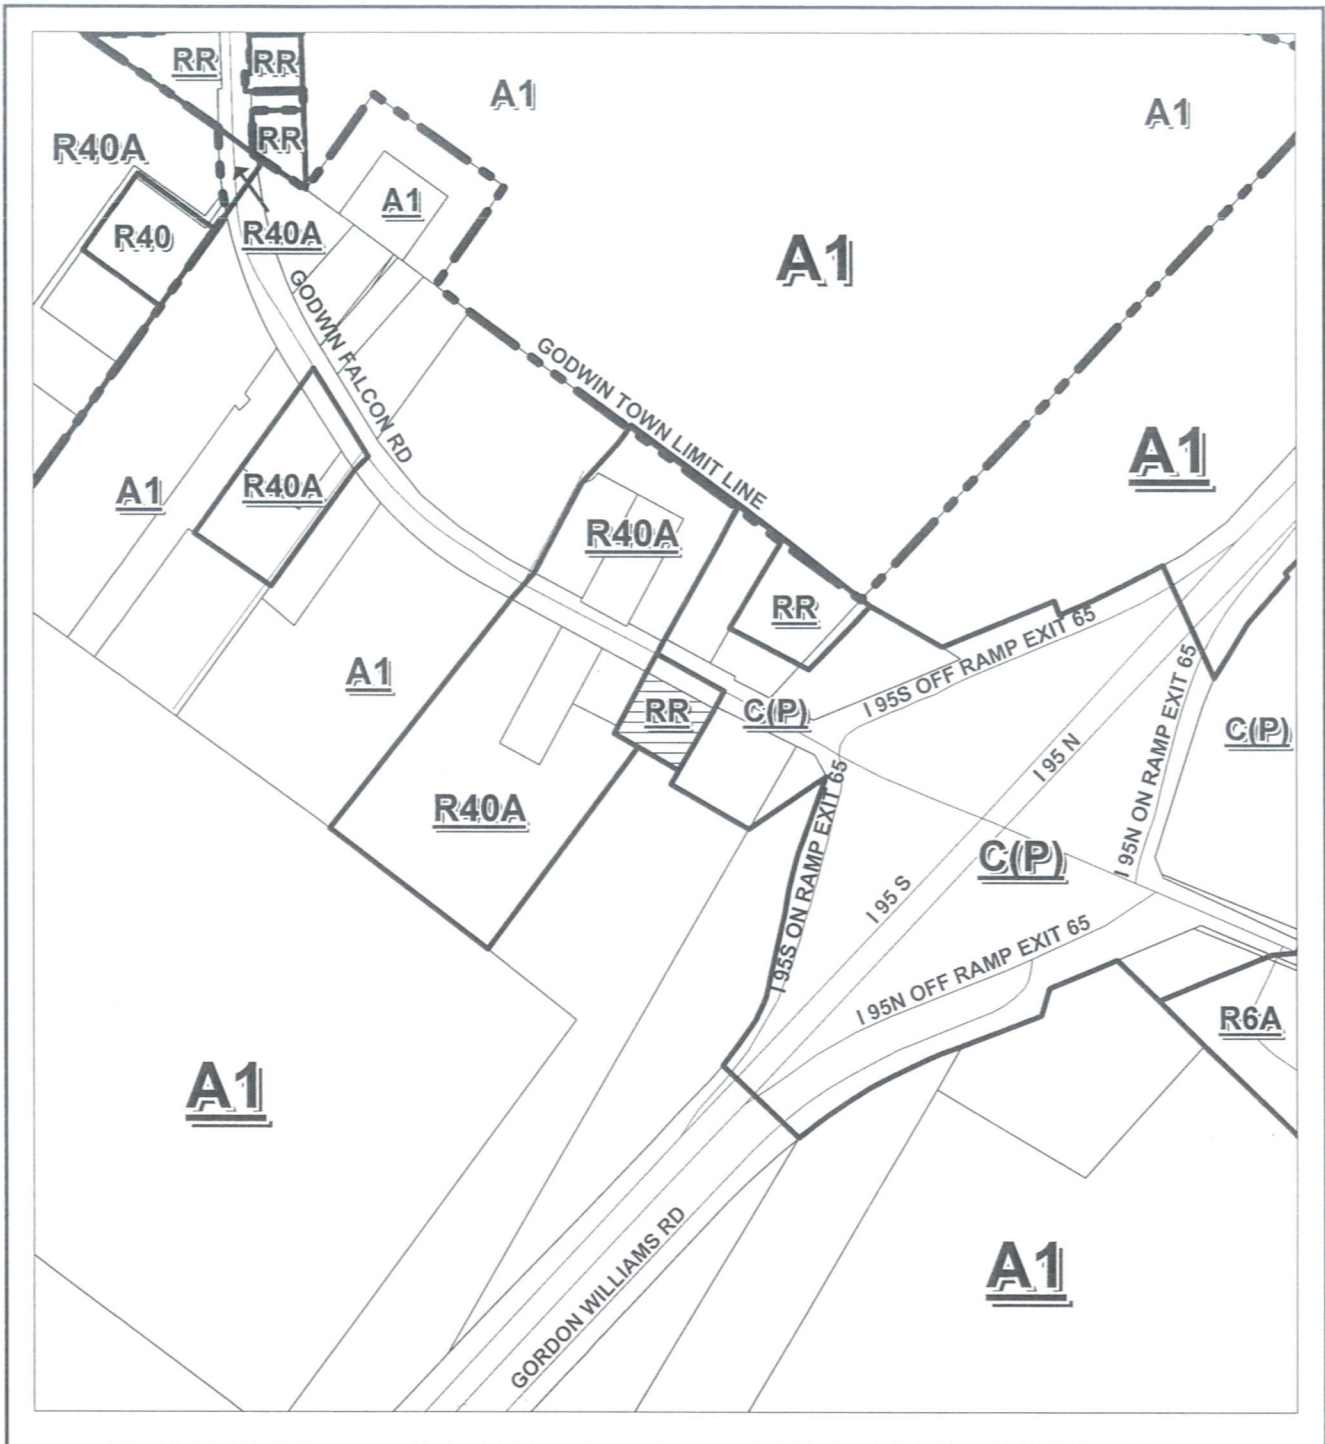 RR
RR
A1
A1
RR
R40A
A1
R40
R40A
A1
GODWIN FALCON RD
GODWIN TOWN LIMIT LINE
A1
A1
R40A
R40A
RR
I 95S OFF RAMP EXIT 65
A1
RR
C(P)
C(P)
I 95 N
I 95N ON RAMP EXIT 65
R40A
I 95S ON RAMP EXIT 65
C(P)
I 95 S
I 95N OFF RAMP EXIT 65
R6A
A1
A1
GORDON WILLIAMS RD